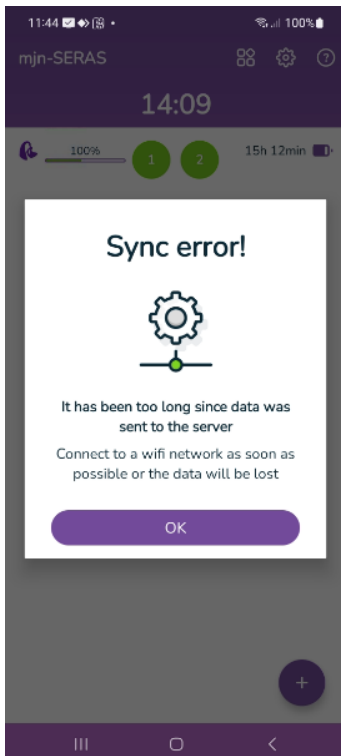 11:44
100%
mjn-SERAS
?
14:09
100%
1
2
15h 12min
Sync error!
It has been too long since data was
sent to the server
Connect to a wifi network as soon as
possible or the data will be lost
OK
+